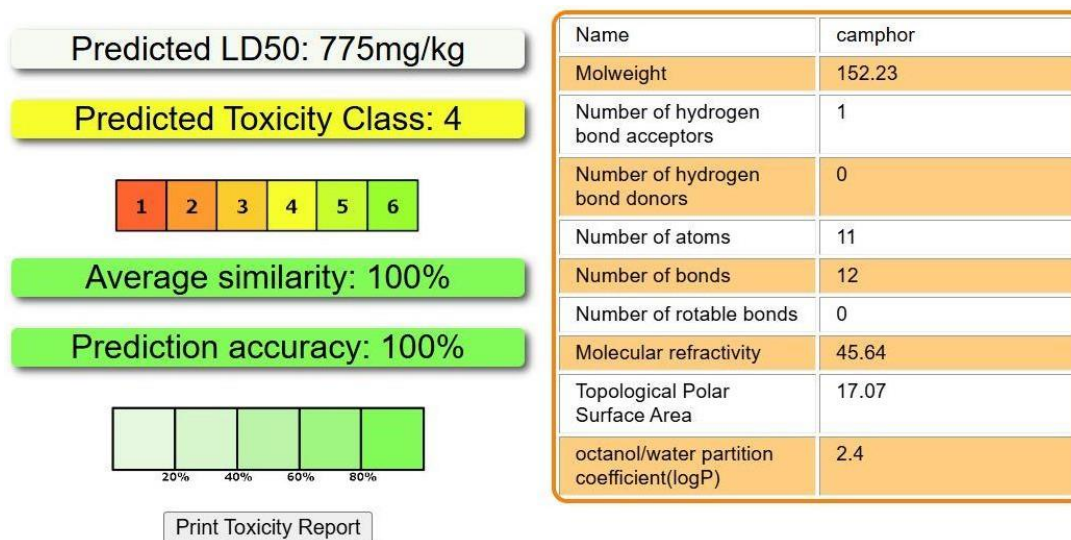 Predicted LD50: 775mg/kg
Predicted Toxicity Class: 4
1 2 3 4 5 6
Average similarity: 100%
Prediction accuracy: 100%
20% 40% 60% 80%
Print Toxicity Report
Name camphor
Molweight 152.23
Number of hydrogen 1
bond acceptors
Number of hydrogen 0
bond donors
Number of atoms 11
Number of bonds 12
Number of rotable bonds 0
Molecular refractivity 45.64
Topological Polar 17.07
Surface Area
octanol/water partition 2.4
coefficient(logP)